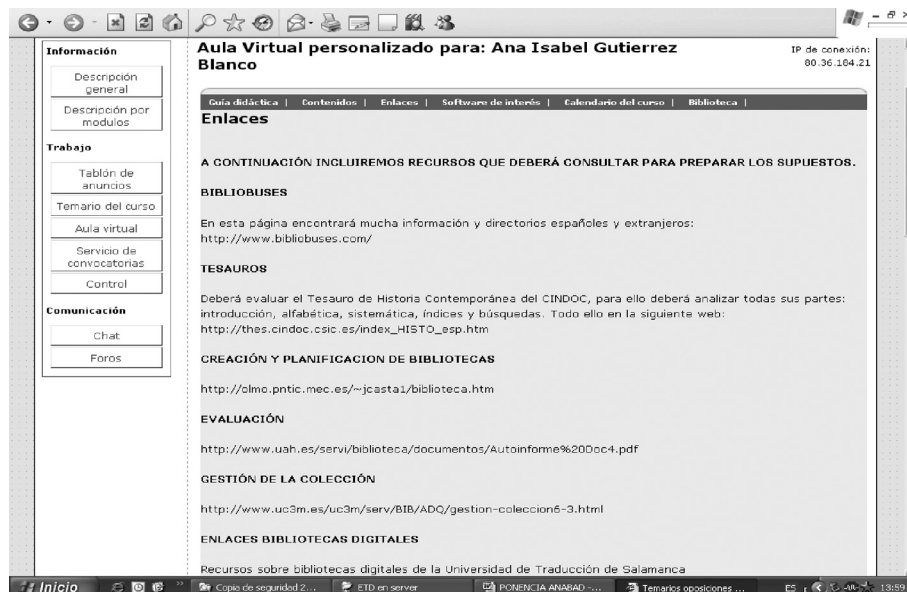 Información
Descripción
general
Descripción por
modulos
Trabajo
Tablón de
anuncios
Temario del curso
Aula virtual
Servicio de
convocatorias
Control
Comunicación
Chat
Foros
Aula Virtual personalizado para: Ana Isabel Gutierrez
Blanco
IP de conexión:
80.36.184.21
Guía didáctica | Contenidos | Enlaces | Software de interés | Calendario del curso | Biblioteca |
Enlaces
A CONTINUACIÓN INCLUIREMOS RECURSOS QUE DEBERÁ CONSULTAR PARA PREPARAR LOS SUPUESTOS.
BIBLIOBUSES
En esta página encontrará mucha información y directorios españoles y extranjeros:
http://www.bibliobuses.com/
TESAUROS
Deberá evaluar el Tesauro de Historia Contemporánea del CINDOC, para ello deberá analizar todas sus partes:
introducción, alfabética, sistemática, índices y búsquedas. Todo ello en la siguiente web:
http://thes.cindoc.csic.es/index_HISTO_esp.htm
CREACIÓN Y PLANIFICACION DE BIBLIOTECAS
http://olmo.pntic.mec.es/~jcasta1/biblioteca.htm
EVALUACIÓN
http://www.uah.es/servi/biblioteca/documentos/Autoinforme%20Doc4.pdf
GESTIÓN DE LA COLECCIÓN
http://www.uc3m.es/uc3m/serv/BIB/ADQ/gestion-coleccion6-3.html
ENLACES BIBLIOTECAS DIGITALES
Recursos sobre bibliotecas digitales de la Universidad de Traducción de Salamanca
Inicio
Copia de seguridad 2...
ETD en server
PONENCIA ANABAD -...
Temarios oposiciones ...
ES
13:59